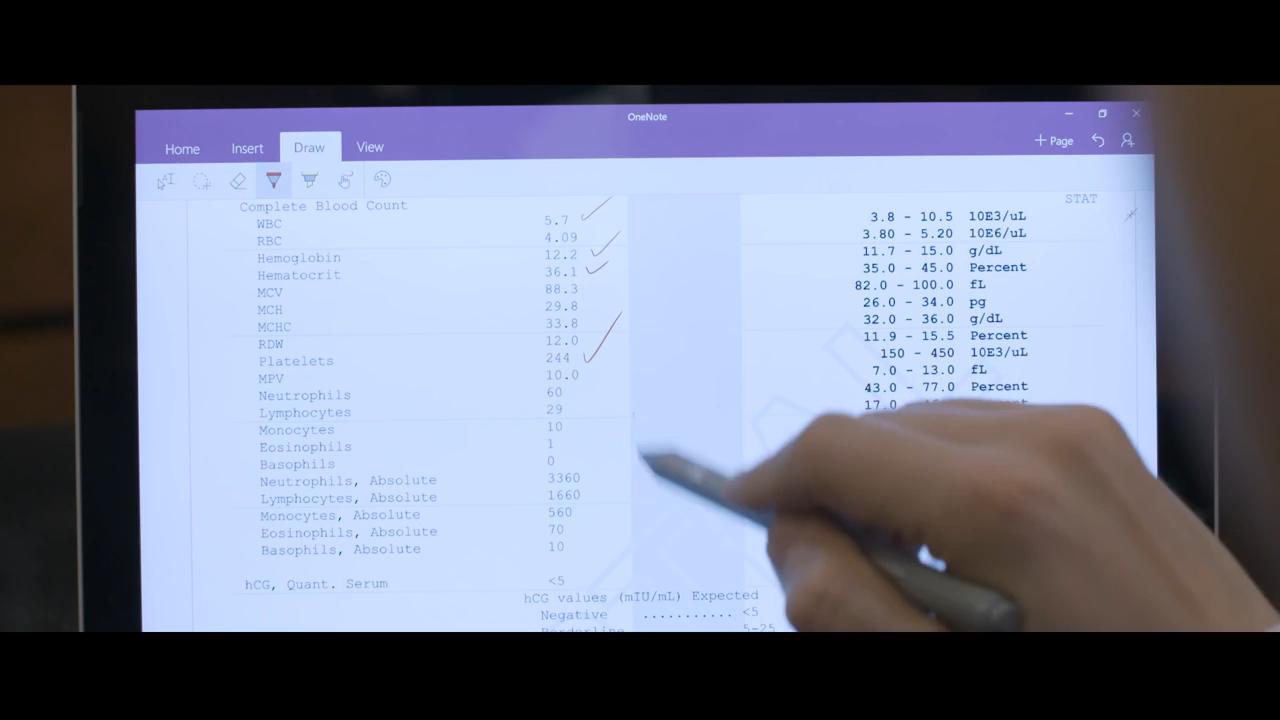 OneNote
Home Insert Draw View
+ Page
STAT
Complete Blood Count
WBC 5.7 3.8 - 10.5 10E3/uL
RBC 4.09 3.80 - 5.20 10E6/uL
Hemoglobin 12.2 11.7 - 15.0 g/dL
Hematocrit 36.1 35.0 - 45.0 Percent
MCV 88.3 82.0 - 100.0 fL
MCH 29.8 26.0 - 34.0 pg
MCHC 33.8 32.0 - 36.0 g/dL
RDW 12.0 11.9 - 15.5 Percent
Platelets 244 150 - 450 10E3/uL
MPV 10.0 7.0 - 13.0 fL
Neutrophils 60 43.0 - 77.0 Percent
Lymphocytes 29 17.0
Monocytes 10
Eosinophils 1
Basophils 0
Neutrophils, Absolute 3360
Lymphocytes, Absolute 1660
Monocytes, Absolute 560
Eosinophils, Absolute 70
Basophils, Absolute 10
hCG, Quant. Serum <5
hCG values (mIU/mL) Expected
Negative ........... <5
Borderline 5-25